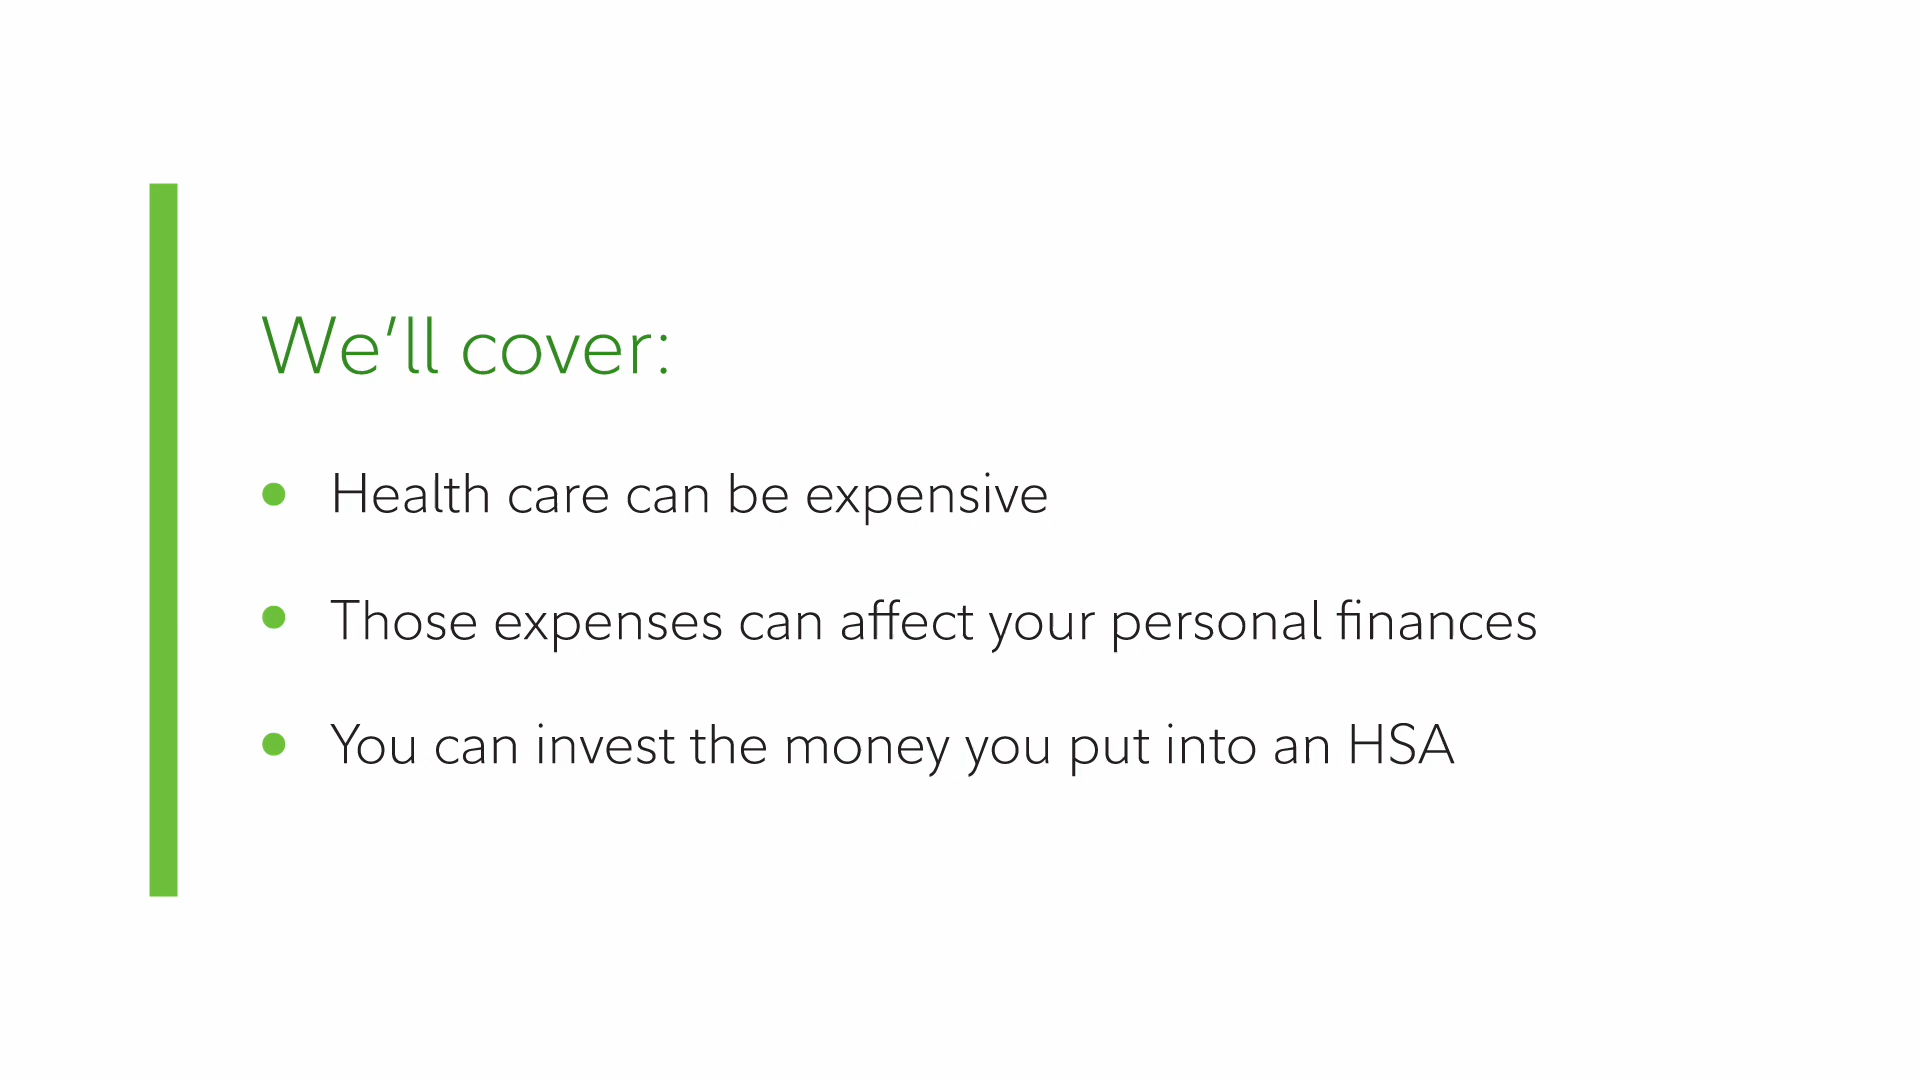 We’ll cover:
Health care can be expensive
Those expenses can affect your personal finances
You can invest the money you put into an HSA